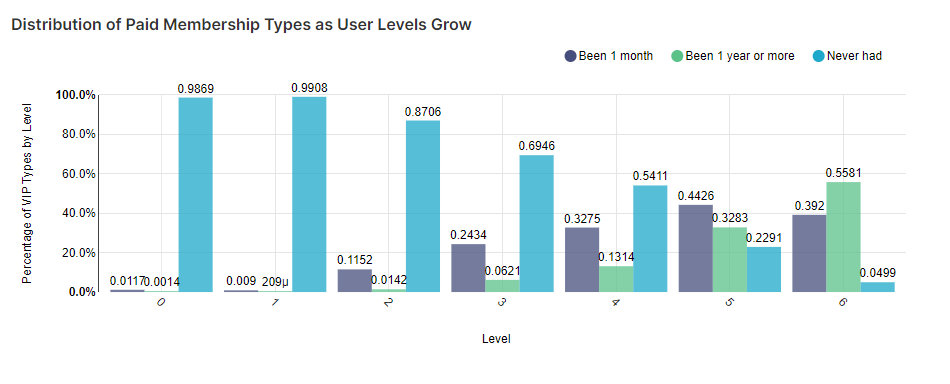 Distribution of Paid Membership Types as User Levels Grow
Been 1 month Been 1 year or more Never had
Percentage of VIP Types by Level
100.0%
80.0%
60.0%
40.0%
20.0%
0.0%
0.0117 0.0014 0.9869
0.009 209µ 0.9908
0.1152 0.0142 0.8706
0.2434 0.0621 0.6946
0.3275 0.1314 0.5411
0.4426 0.3283 0.2291
0.392 0.5581 0.0499
0 1 2 3 4 5 6
Level